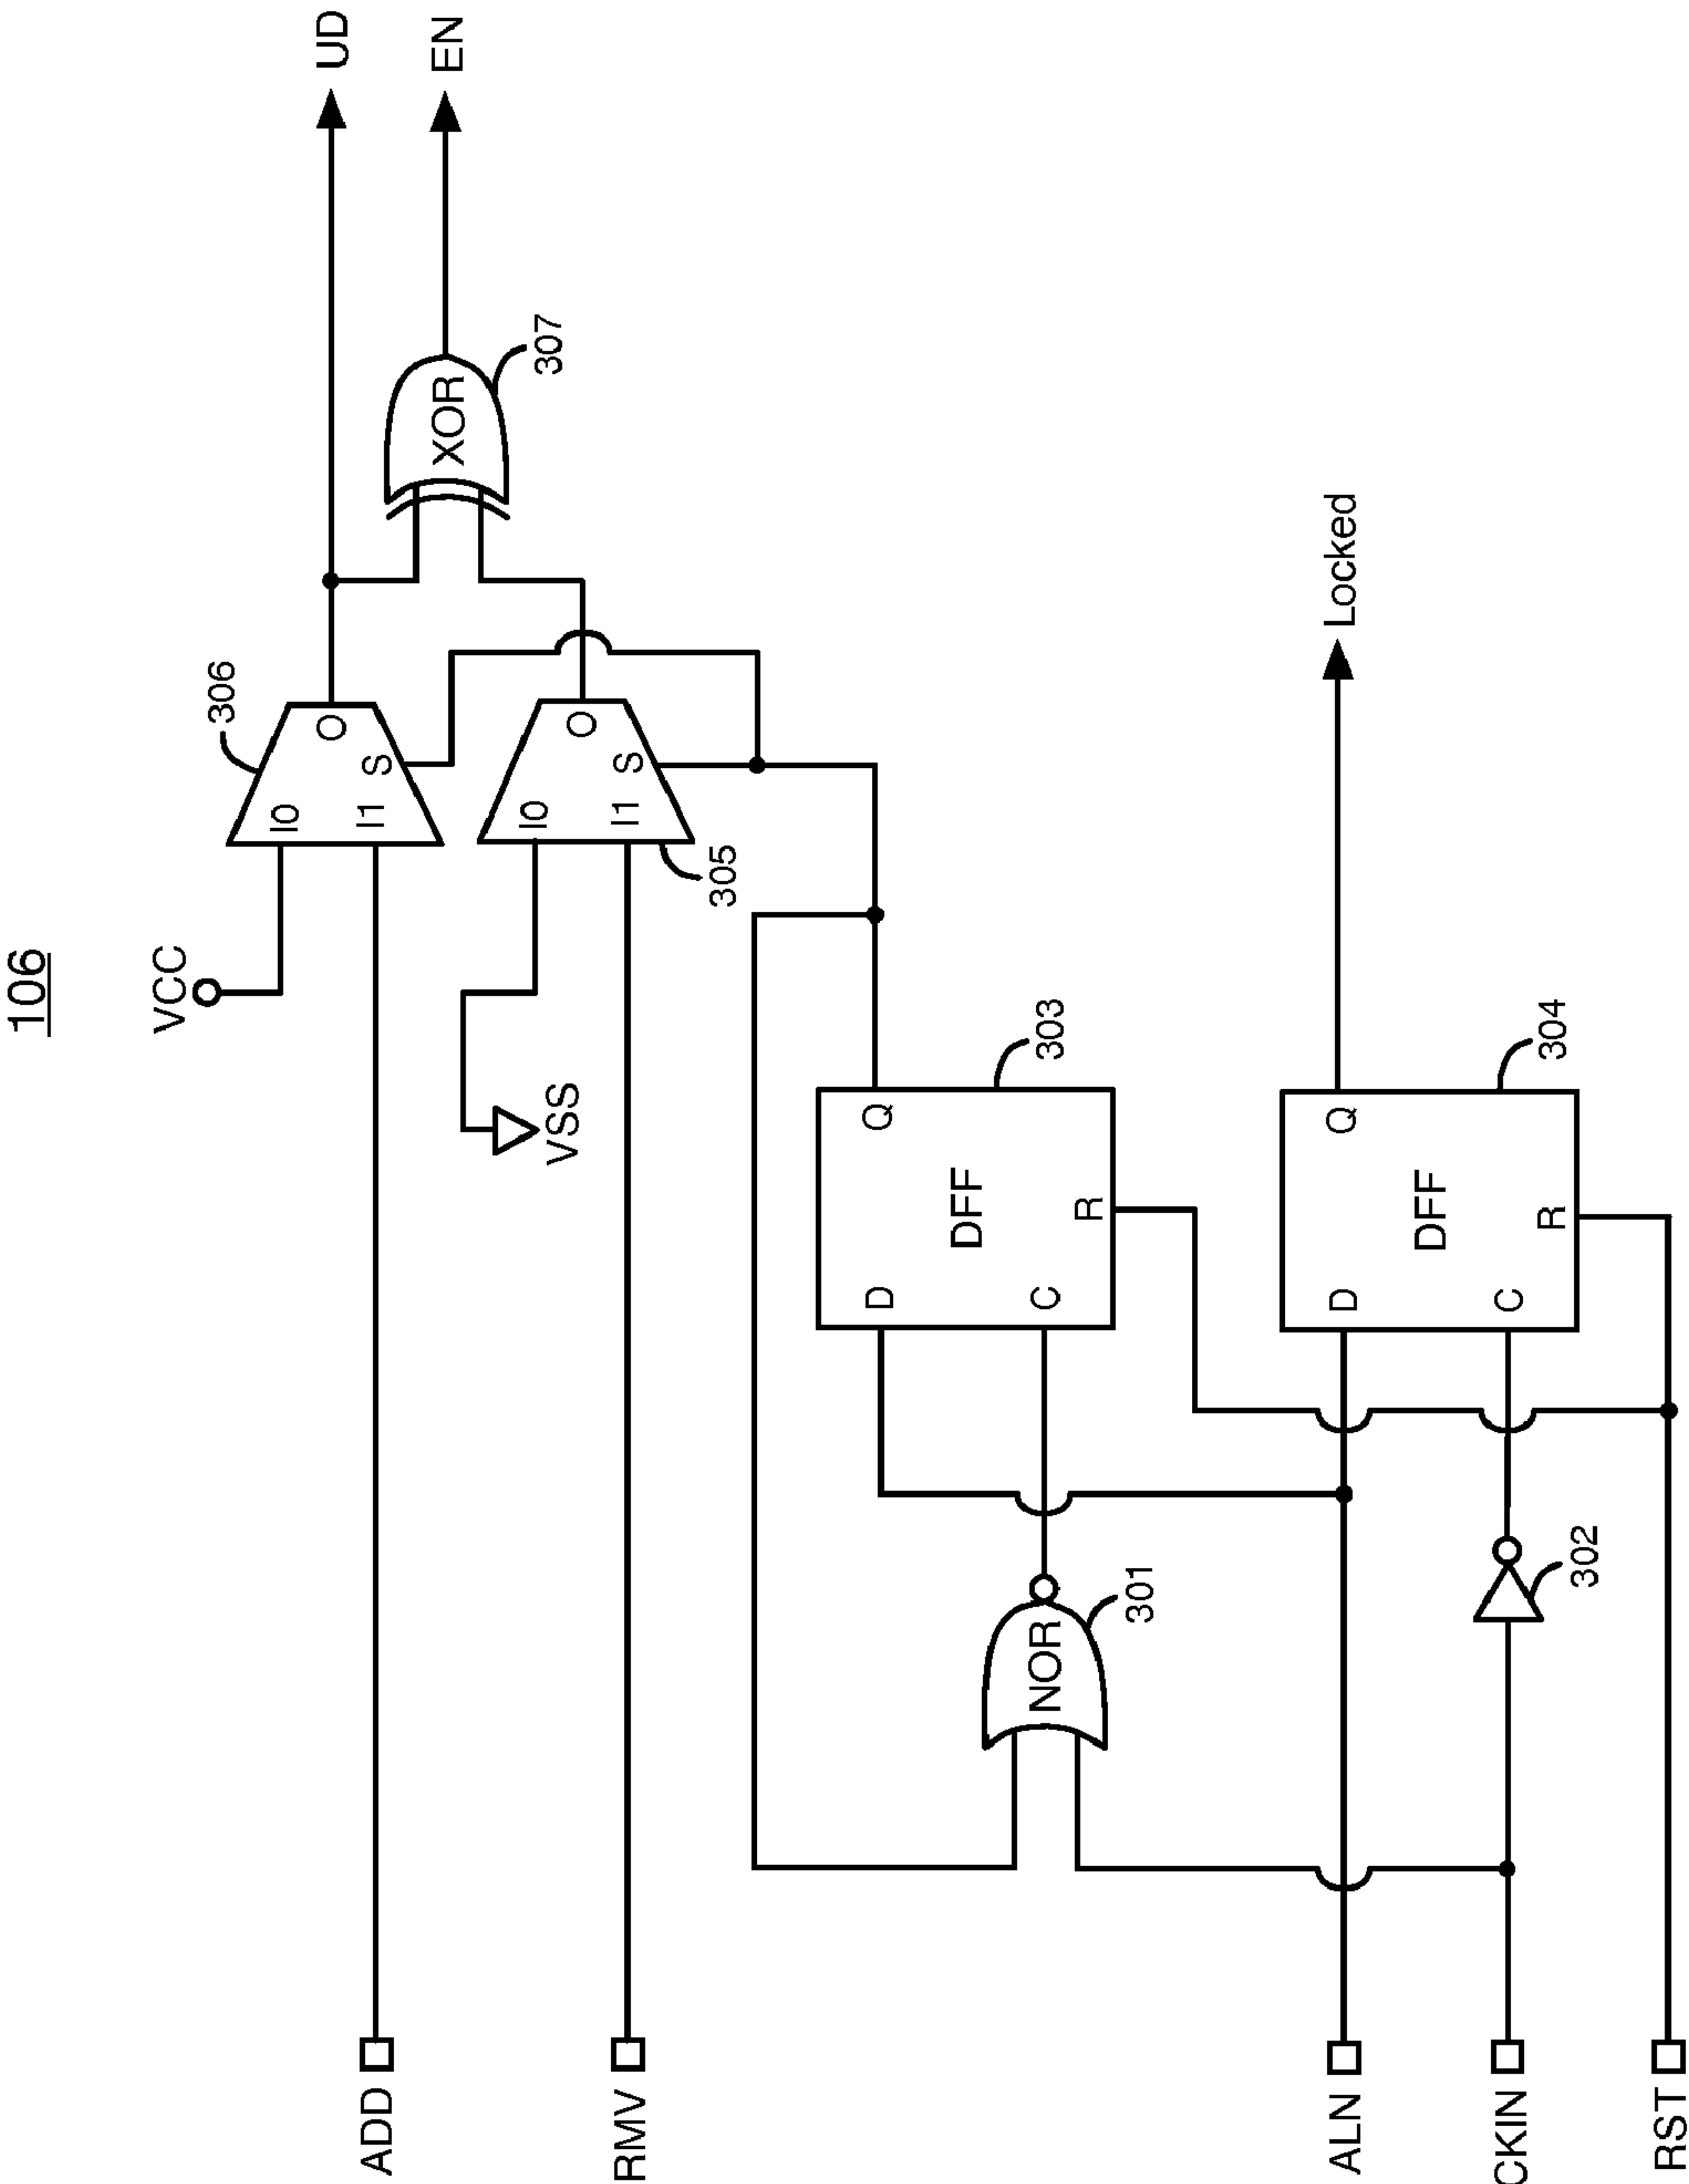 106
VCC
306
I0
I1
S
O
UD
ADD
XOR
307
EN
VSS
I0
I1
S
O
305
RMV
D
C
DFF
Q
R
303
NOR
301
ALN
D
C
DFF
Q
R
304
Locked
302
CKIN
RST